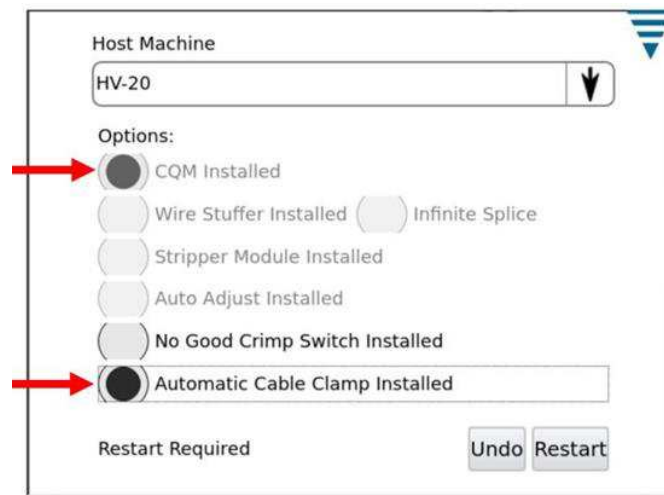 Host Machine
HV-20
Options:
CQM Installed
Wire Stuffer Installed Infinite Splice
Stripper Module Installed
Auto Adjust Installed
No Good Crimp Switch Installed
Automatic Cable Clamp Installed
Restart Required Undo Restart